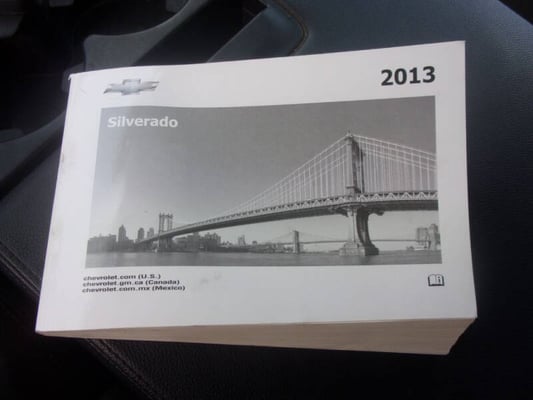 2013
Silverado
chevrolet.com (U.S.)
chevrolet.gm.ca (Canada)
chevrolet.com.mx (Mexico)